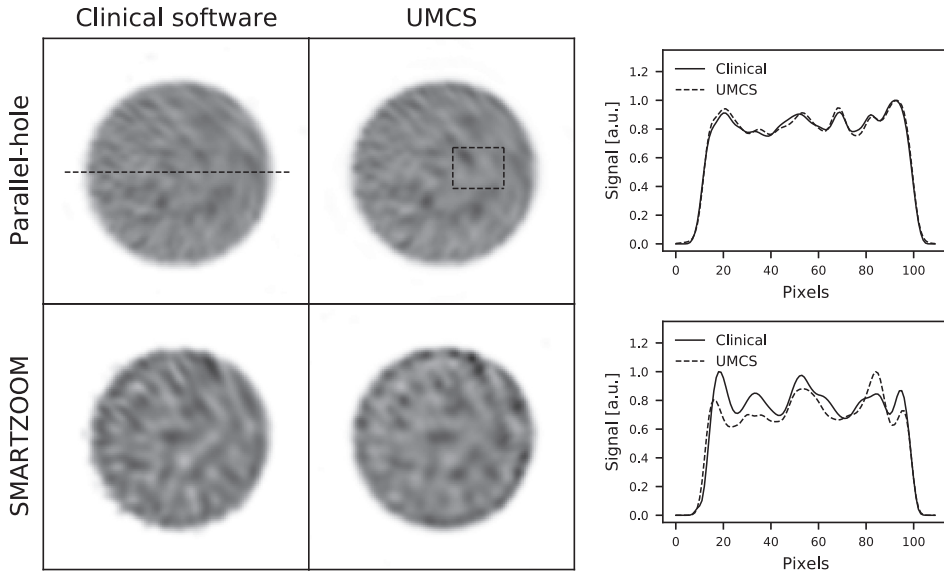 Clinical software
UMCS
Parallel-hole
SMARTZOOM
Clinical
UMCS
Signal [a.u.]
1.2
1.0
0.8
0.6
0.4
0.2
0.0
0 20 40 60 80 100
Pixels
Clinical
UMCS
Signal [a.u.]
1.2
1.0
0.8
0.6
0.4
0.2
0.0
0 20 40 60 80 100
Pixels